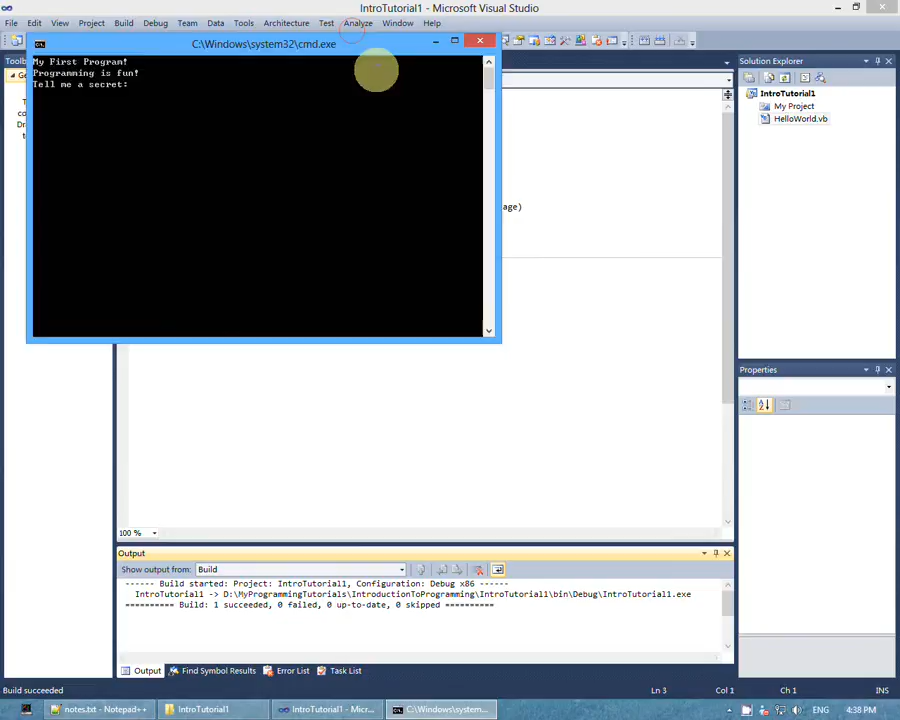 IntroTutorial1 - Microsoft Visual Studio
File Edit View Project Build Debug Team Data Tools Architecture Test Analyze Window Help
C:\Windows\system32\cmd.exe
My First Program!
Programming is fun!
Tell me a secret:
Toolb
Ge
T
co
Dr
t
age)
Solution Explorer
IntroTutorial1
My Project
HelloWorld.vb
Properties
100 %
Output
Show output from: Build
------ Build started: Project: IntroTutorial1, Configuration: Debug x86 ------
IntroTutorial1 -> D:\MyProgrammingTutorials\IntroductionToProgramming\IntroTutorial1\bin\Debug\IntroTutorial1.exe
========== Build: 1 succeeded, 0 failed, 0 up-to-date, 0 skipped ==========
Output Find Symbol Results Error List Task List
Build succeeded Ln 3 Col 1 Ch 1 INS
notes.txt - Notepad++ IntroTutorial1 IntroTutorial1 - Micr... C:\Windows\system... ENG 4:38 PM